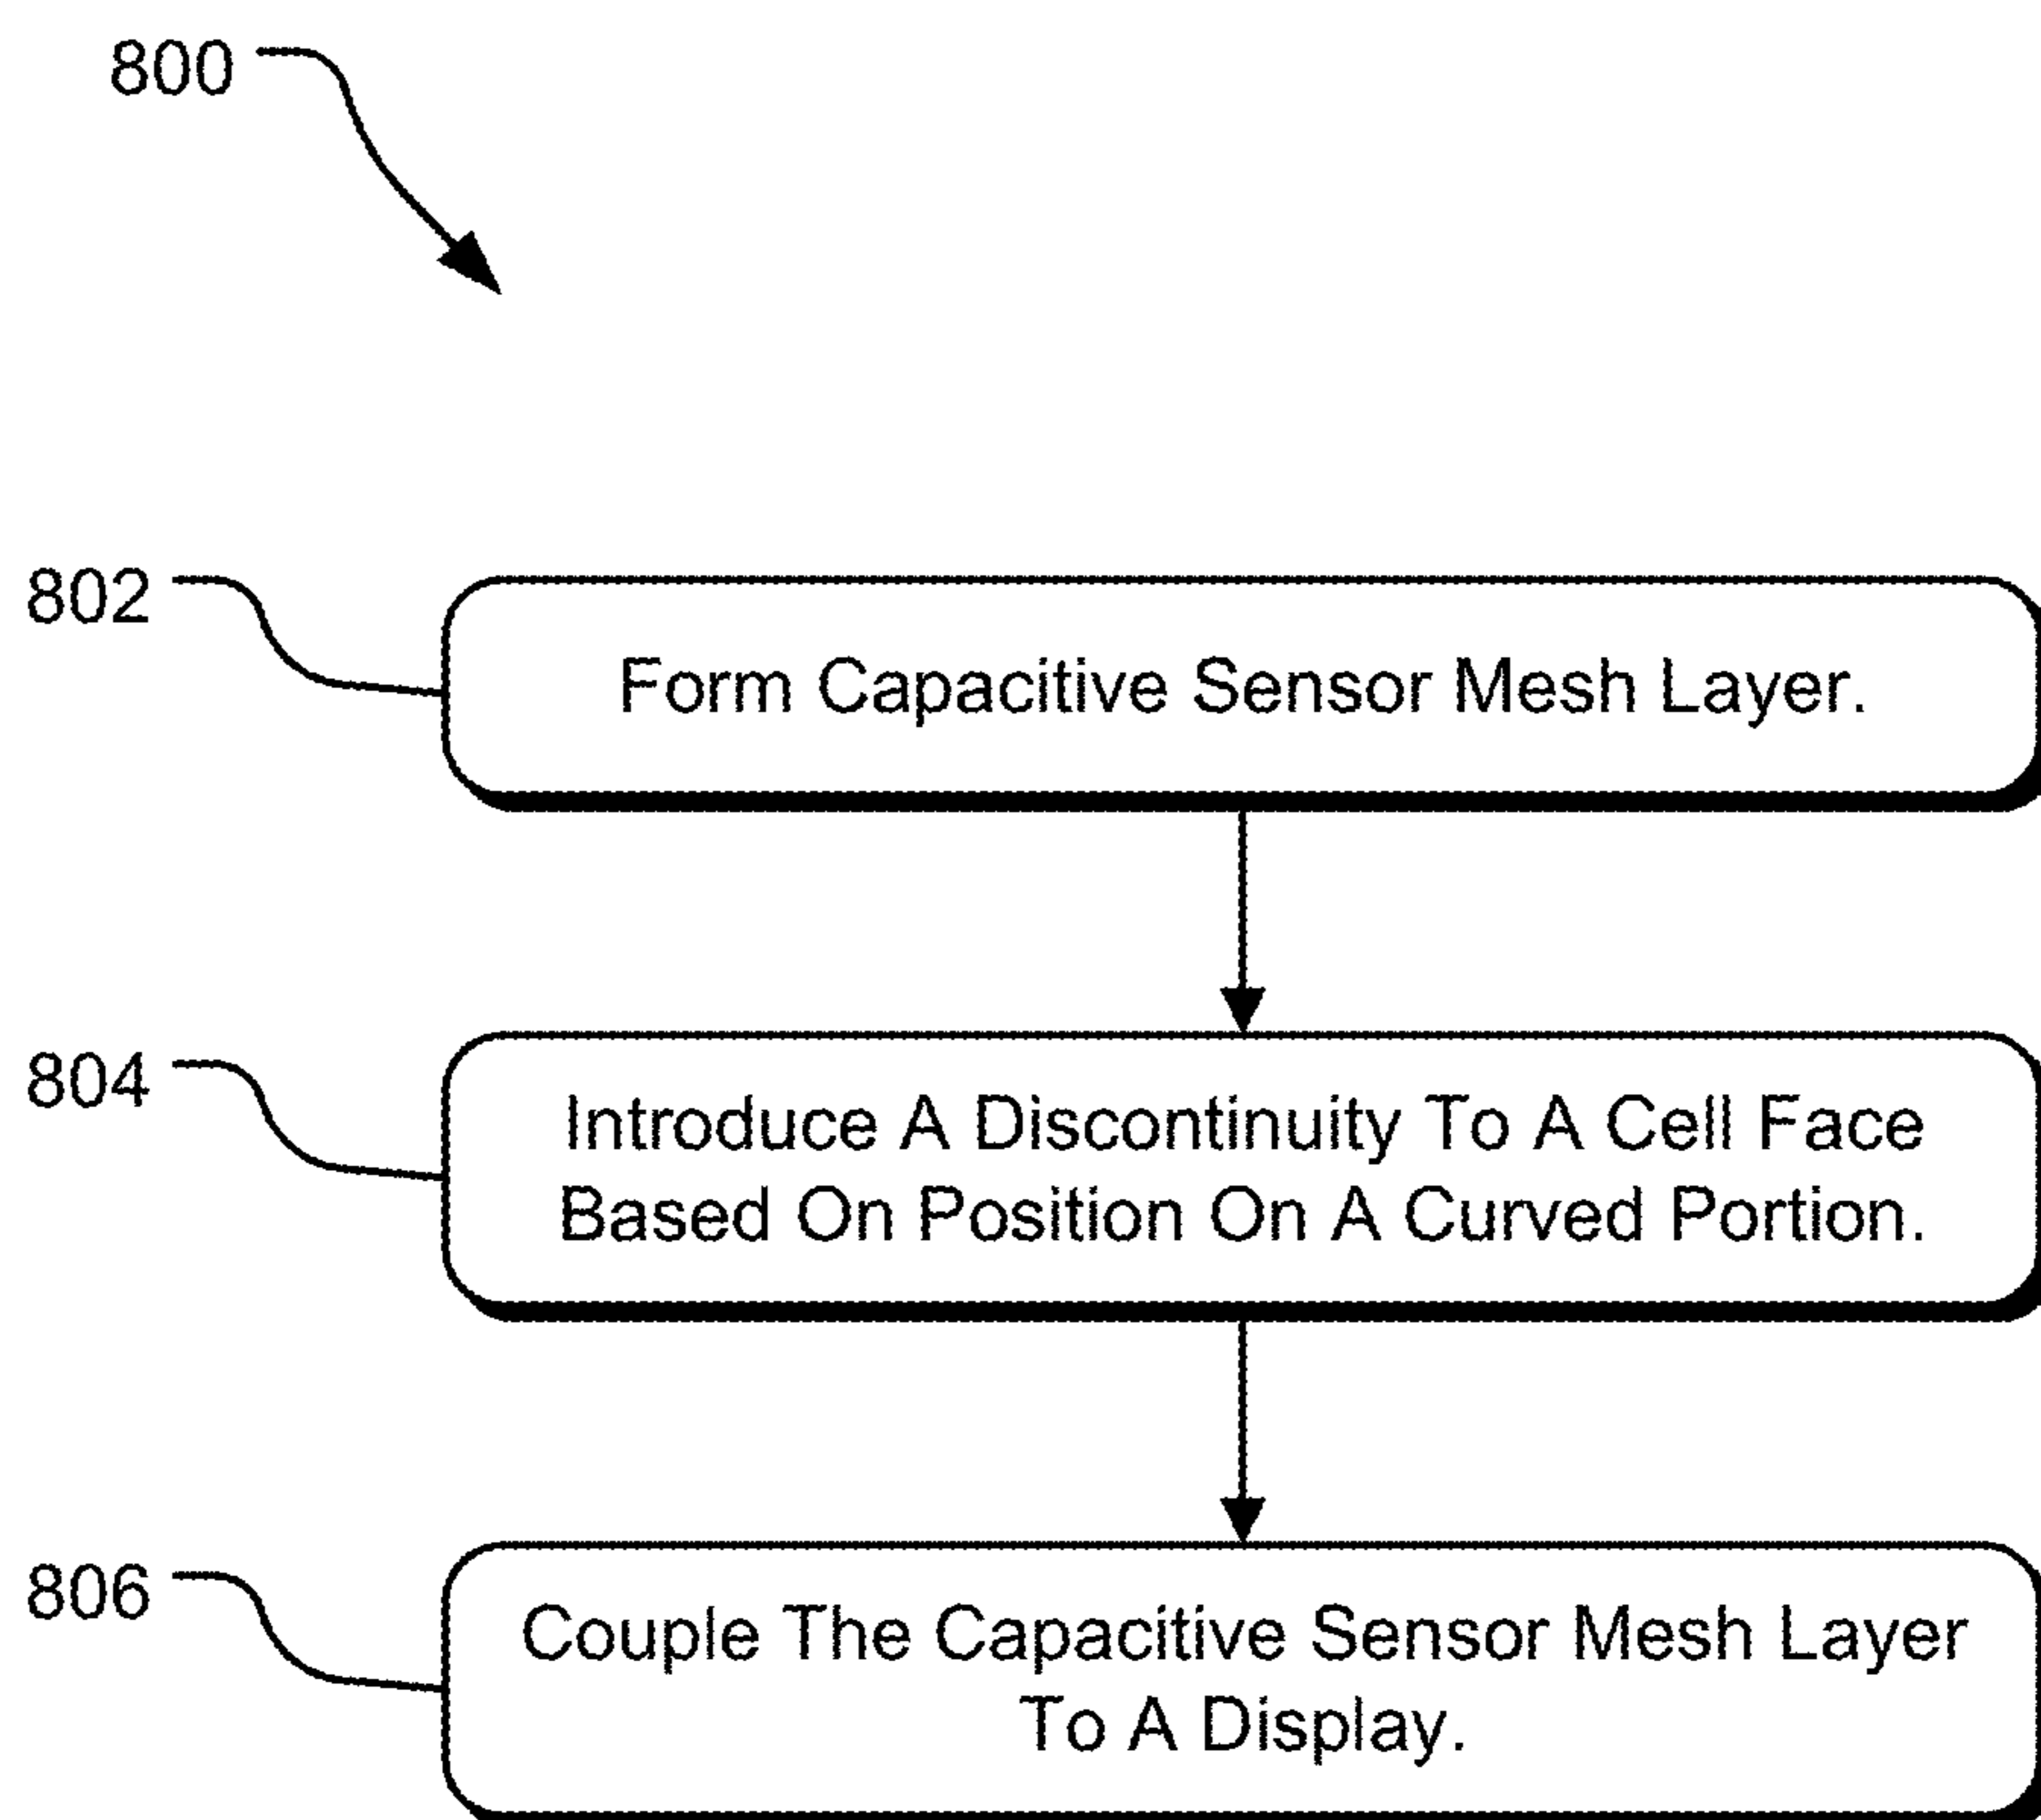 800
802
Form Capacitive Sensor Mesh Layer.
804
Introduce A Discontinuity To A Cell Face
Based On Position On A Curved Portion.
806
Couple The Capacitive Sensor Mesh Layer
To A Display.